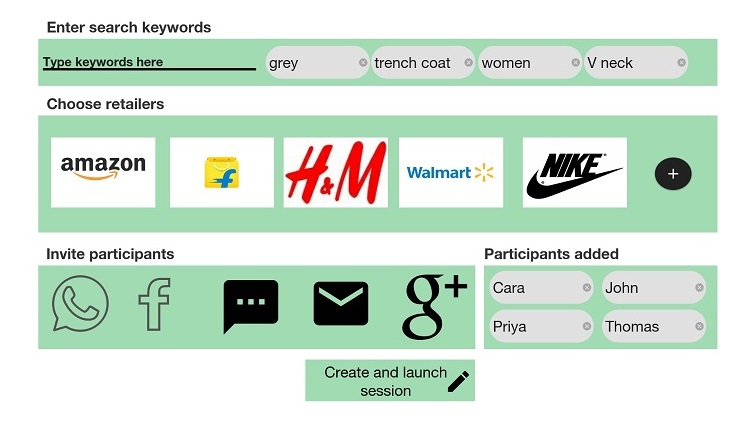 Enter search keywords
Type keywords here
grey
trench coat
women
V neck
Choose retailers
amazon
f
H&M
Walmart
NIKE
+
Invite participants
f
g+
Participants added
Cara
John
Priya
Thomas
Create and launch
session